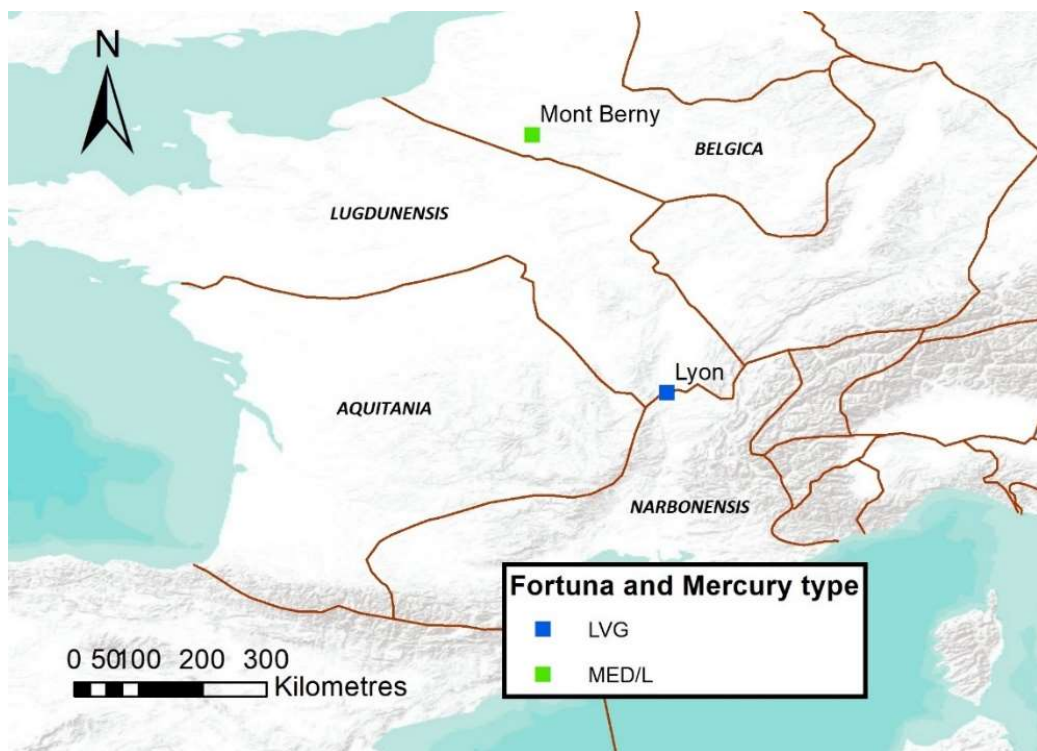 N
Mont Berny
BELGICA
LUGDUNENSIS
Lyon
AQUITANIA
NARBONENSIS
Fortuna and Mercury type
LVG
MED/L
0 50100 200 300
Kilometres